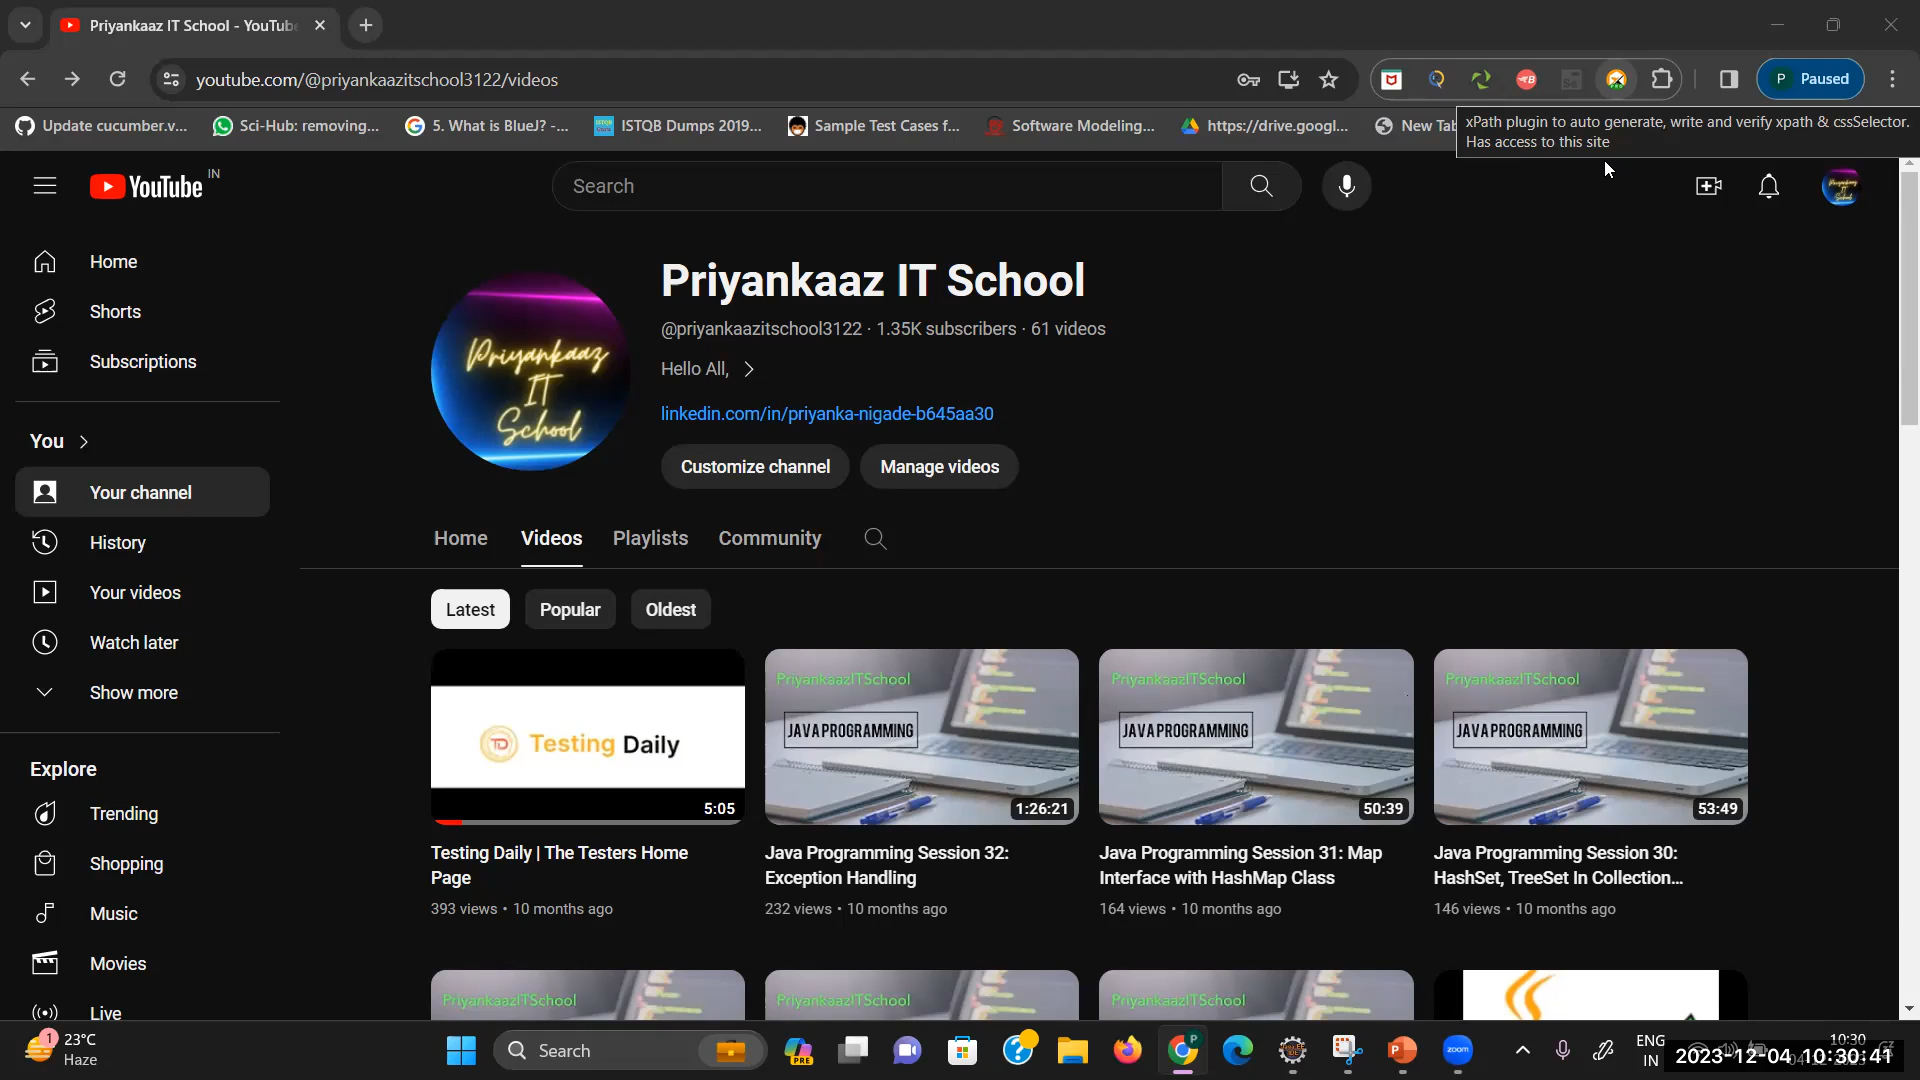 Priyankaaz IT School - YouTub
youtube.com/@priyankaazitschool3122/videos
P Paused
Update cucumber.v...
Sci-Hub: removing...
5. What is BlueJ? -...
ISTQB Dumps 2019...
Sample Test Cases f...
Software Modeling...
https://drive.googl...
New Tab
xPath plugin to auto generate, write and verify xpath & cssSelector.
Has access to this site
YouTube IN
Search
Home
Shorts
Subscriptions
You
Your channel
History
Your videos
Watch later
Show more
Explore
Trending
Shopping
Music
Movies
Live
Priyankaaz
IT
School
Priyankaaz IT School
@priyankaazitschool3122 · 1.35K subscribers · 61 videos
Hello All,
linkedin.com/in/priyanka-nigade-b645aa30
Customize channel
Manage videos
Home
Videos
Playlists
Community
Latest
Popular
Oldest
Testing Daily
5:05
Testing Daily | The Testers Home
Page
393 views • 10 months ago
PriyankaazITSchool
JAVA PROGRAMMING
1:26:21
Java Programming Session 32:
Exception Handling
232 views • 10 months ago
PriyankaazITSchool
JAVA PROGRAMMING
50:39
Java Programming Session 31: Map
Interface with HashMap Class
164 views • 10 months ago
PriyankaazITSchool
JAVA PROGRAMMING
53:49
Java Programming Session 30:
HashSet, TreeSet In Collection...
146 views • 10 months ago
PriyankaazITSchool
PriyankaazITSchool
PriyankaazITSchool
1
23°C
Haze
Search
PRE
zoom
ENG
IN
10:30
2023-12-04 10:30:41